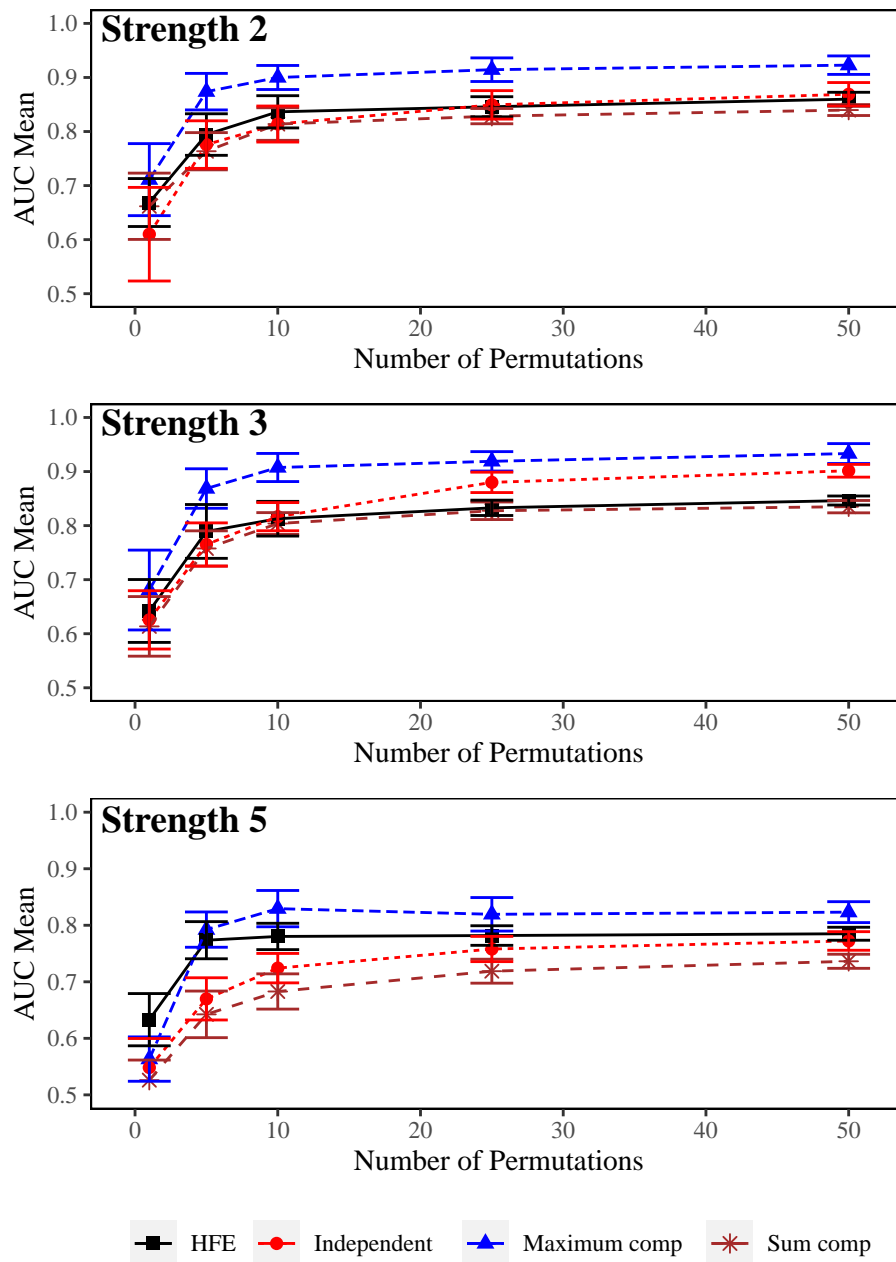 Strength 2
1.0
0.9
0.8
0.7
0.6
0.5
AUC Mean
0 10 20 30 40 50
Number of Permutations
Strength 3
1.0
0.9
0.8
0.7
0.6
0.5
AUC Mean
0 10 20 30 40 50
Number of Permutations
Strength 5
1.0
0.9
0.8
0.7
0.6
0.5
AUC Mean
0 10 20 30 40 50
Number of Permutations
HFE Independent Maximum comp Sum comp